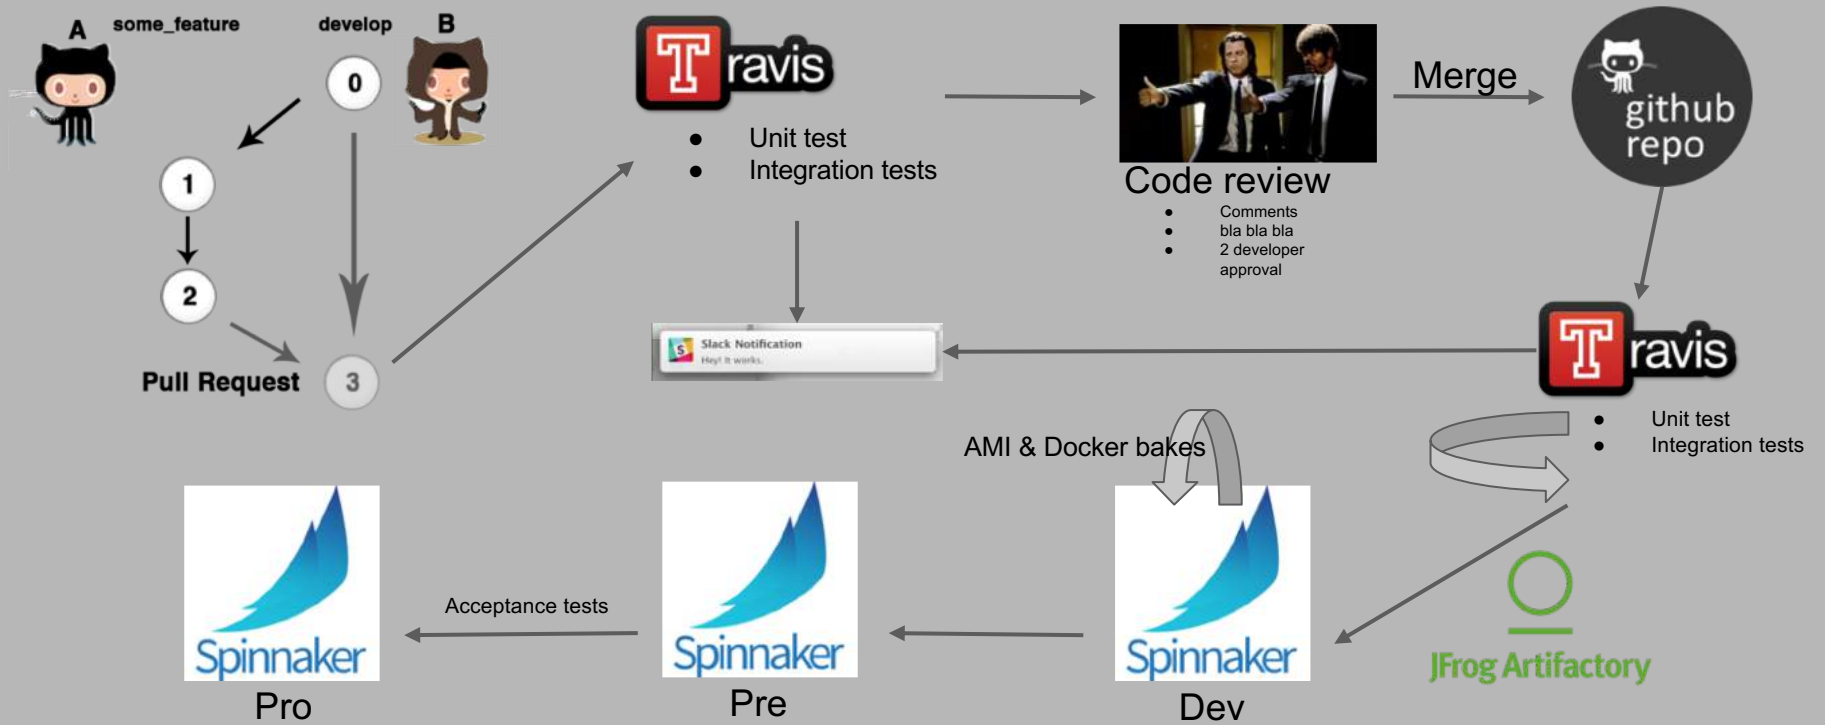 A some_feature develop B
0
1
2
Pull Request 3
Travis
● Unit test
● Integration tests
Code review
● Comments
● bla bla bla
● 2 developer
approval
Merge
github
repo
S Slack Notification
Hey! It works.
Travis
● Unit test
● Integration tests
AMI & Docker bakes
JFrog Artifactory
Spinnaker
Dev
Spinnaker
Pre
Acceptance tests
Spinnaker
Pro